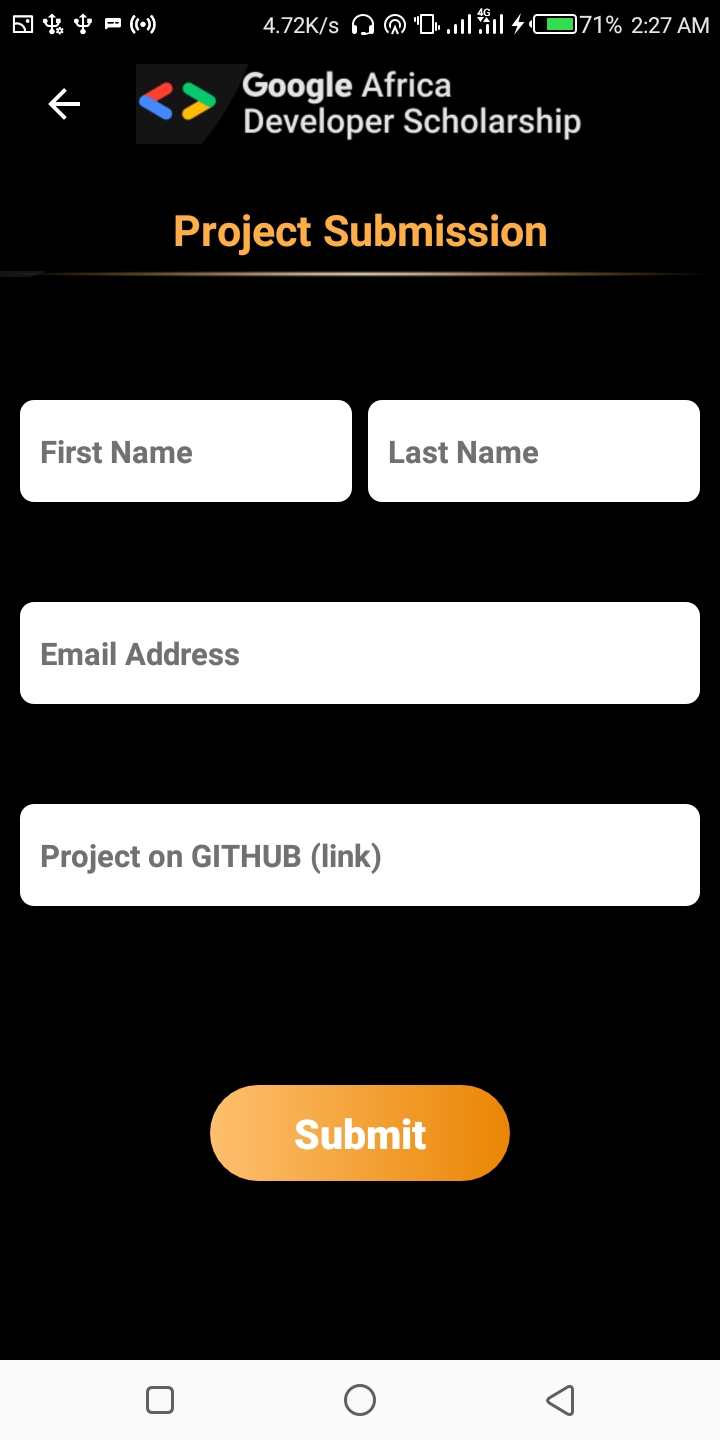 4.72K/s 4G 71% 2:27 AM
Google Africa
Developer Scholarship
Project Submission
First Name Last Name
Email Address
Project on GITHUB (link)
Submit